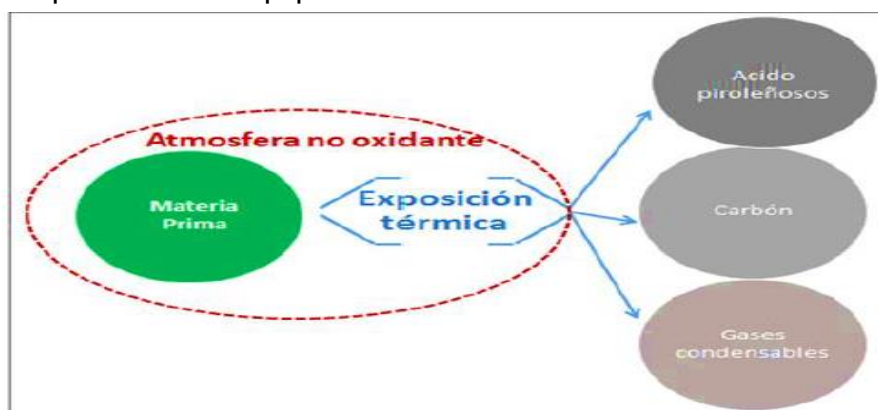 Atmosfera no oxidante
Materia
Prima
Exposición
térmica
Acido
piroleñosos
Carbón
Gases
condensables